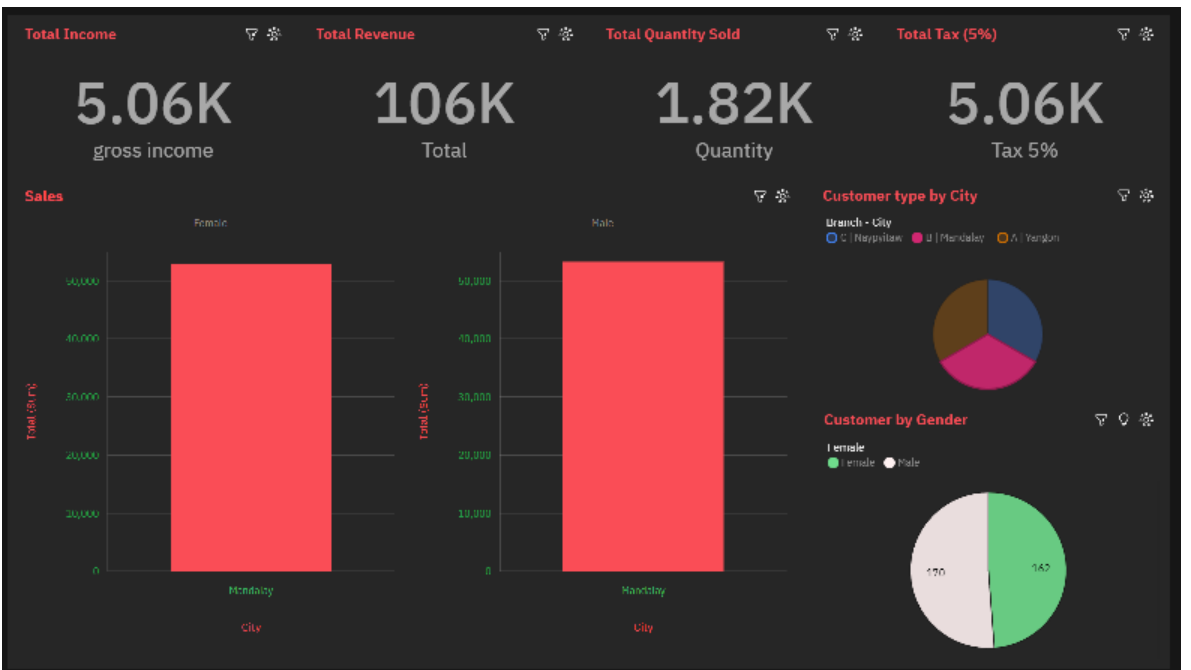 Total Income
Total Revenue
Total Quantity Sold
Total Tax (5%)
5.06K
106K
1.82K
5.06K
gross income
Total
Quantity
Tax 5%
Sales
Customer type by City
Female
Male
Branch - City
C | Naypyitaw B | Mandalay A | Yangon
50,000
50,000
40,000
40,000
30,000
30,000
Total (Sum)
Total (Sum)
20,000
20,000
10,000
10,000
0
0
Mandalay
Mandalay
City
City
Customer by Gender
Female
Female Male
170
162